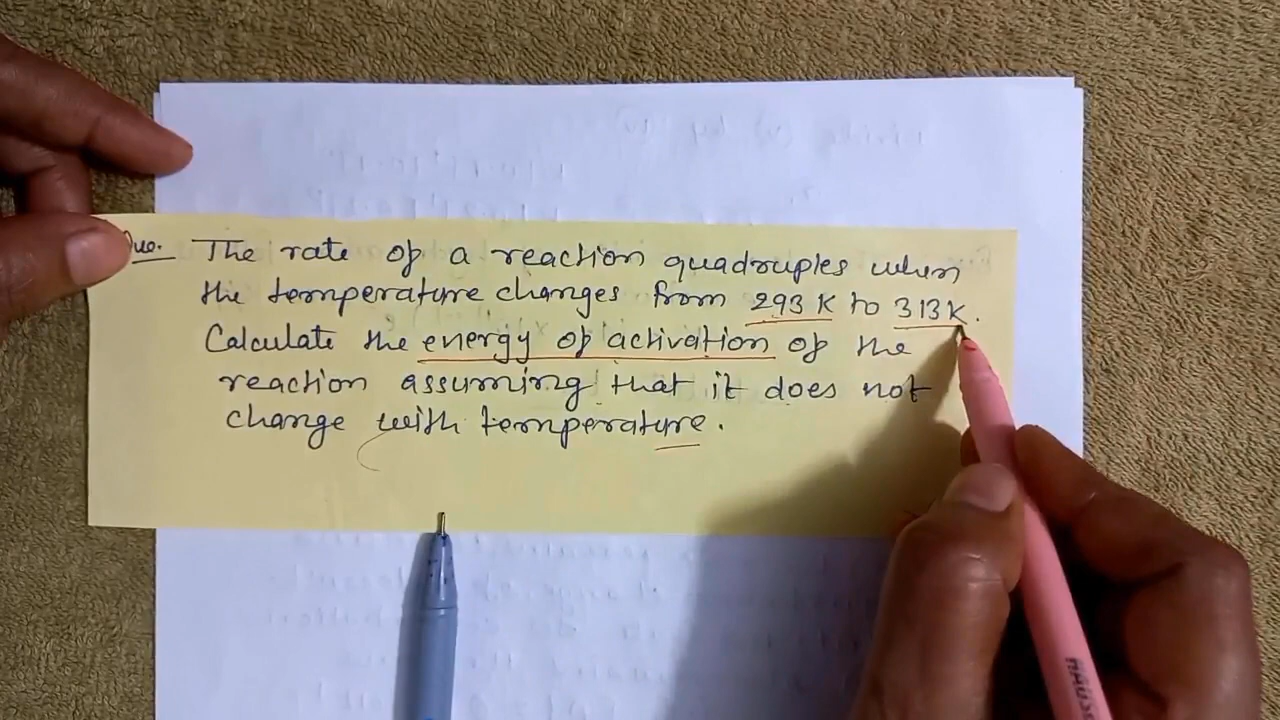 Que. The rate of a reaction quadruples when
the temperature changes from 293 K to 313 K.
Calculate the energy of activation of the
reaction assuming that it does not
change with temperature.